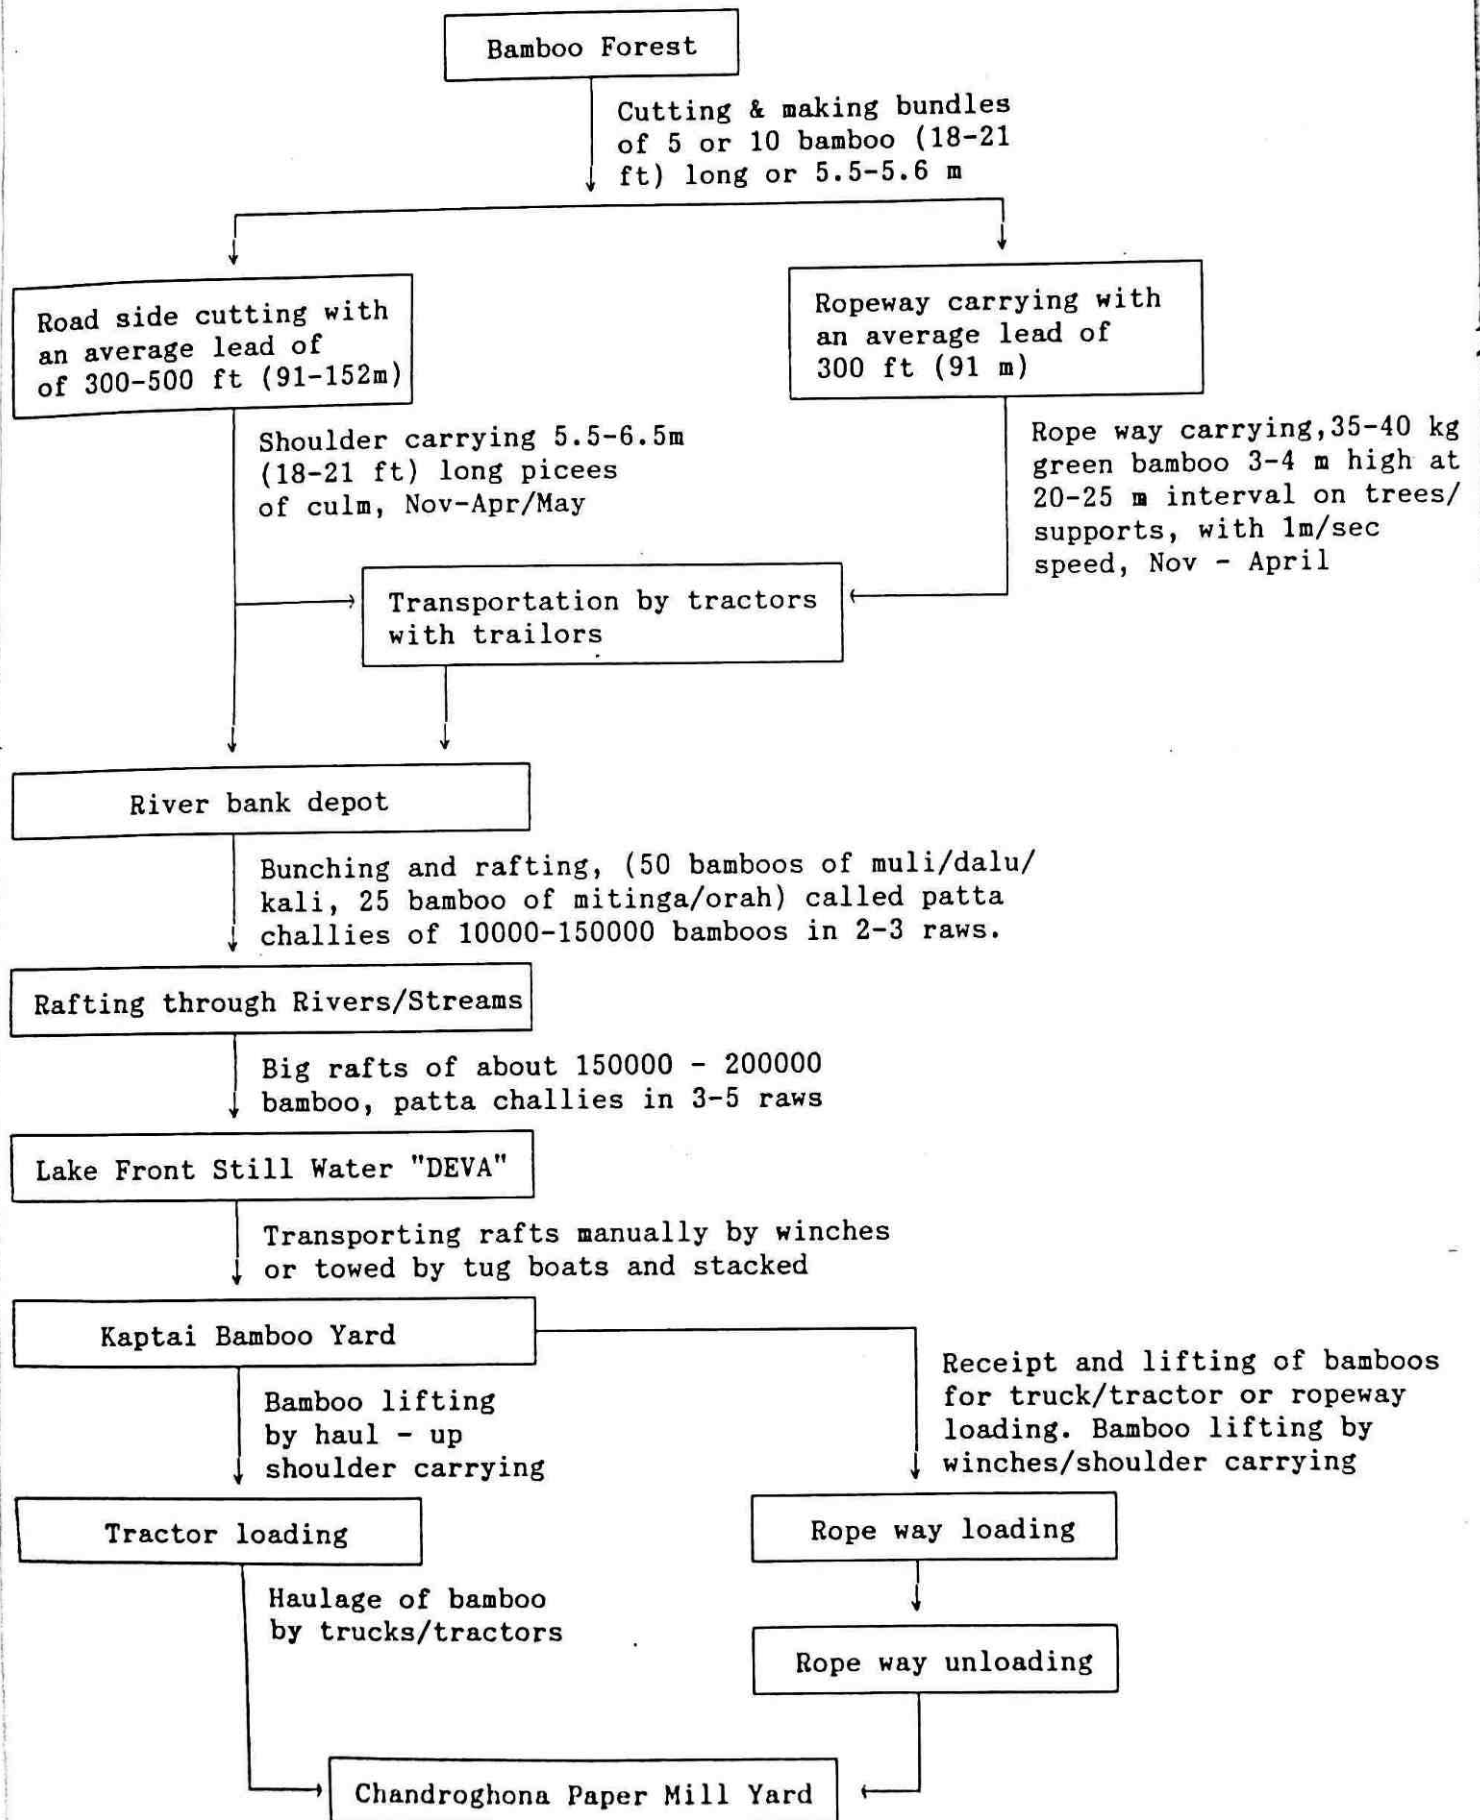 Bamboo Forest
Cutting & making bundles
of 5 or 10 bamboo (18-21
ft) long or 5.5-5.6 m
Road side cutting with
an average lead of
of 300-500 ft (91-152m)
Ropeway carrying with
an average lead of
300 ft (91 m)
Shoulder carrying 5.5-6.5m
(18-21 ft) long picees
of culm, Nov-Apr/May
Rope way carrying,35-40 kg
green bamboo 3-4 m high at
20-25 m interval on trees/
supports, with 1m/sec
speed, Nov - April
Transportation by tractors
with trailors
River bank depot
Bunching and rafting, (50 bamboos of muli/dalu/
kali, 25 bamboo of mitinga/orah) called patta
challies of 10000-150000 bamboos in 2-3 raws.
Rafting through Rivers/Streams
Big rafts of about 150000 - 200000
bamboo, patta challies in 3-5 raws
Lake Front Still Water "DEVA"
Transporting rafts manually by winches
or towed by tug boats and stacked
Kaptai Bamboo Yard
Bamboo lifting
by haul - up
shoulder carrying
Receipt and lifting of bamboos
for truck/tractor or ropeway
loading. Bamboo lifting by
winches/shoulder carrying
Tractor loading
Rope way loading
Haulage of bamboo
by trucks/tractors
Rope way unloading
Chandroghona Paper Mill Yard